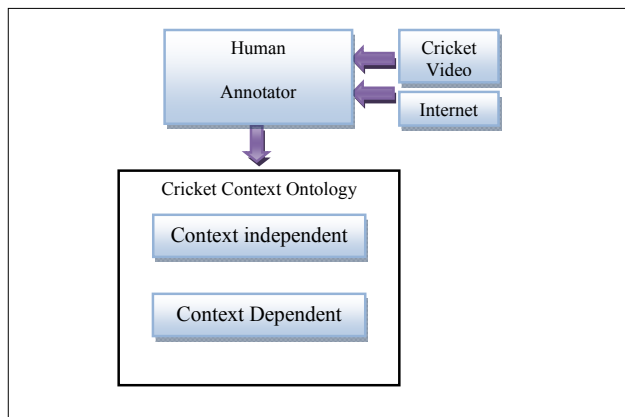 Human
Annotator
Cricket
Video
Internet
Cricket Context Ontology
Context independent
Context Dependent